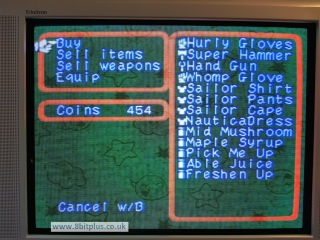 Buy
Sell items
Sell weapons
Equip
Coins 454
Hurly Gloves
Super Hammer
Hand Gun
Whomp Glove
Sailor Shirt
Sailor Pants
Sailor Cape
NauticaDress
Mid Mushroom
Maple Syrup
Pick Me Up
Able Juice
Freshen Up
Cancel w/B
www.8bitplus.co.uk